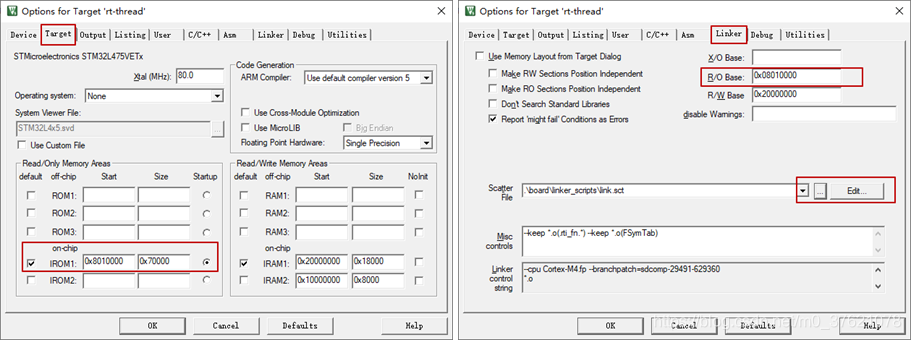 Options for Target 'rt-thread'
Device Target Output Listing User C/C++ Asm Linker Debug Utilities
STMicroelectronics STM32L475VETx
Xtal (MHz): 80.0
Operating system: None
System Viewer File:
STM32L4x5.svd ...
Use Custom File
Code Generation
ARM Compiler: Use default compiler version 5
Use Cross-Module Optimization
Use MicroLIB Big Endian
Floating Point Hardware: Single Precision
Read/Only Memory Areas
default off-chip Start Size Startup
ROM1:
ROM2:
ROM3:
on-chip
IROM1: 0x8010000 0x70000
IROM2:
Read/Write Memory Areas
default off-chip Start Size NoInit
RAM1:
RAM2:
RAM3:
on-chip
IRAM1: 0x20000000 0x18000
IRAM2: 0x10000000 0x8000
OK Cancel Defaults Help
Options for Target 'rt-thread'
Device Target Output Listing User C/C++ Asm Linker Debug Utilities
Use Memory Layout from Target Dialog
Make RW Sections Position Independent
Make RO Sections Position Independent
Don't Search Standard Libraries
Report 'might fail' Conditions as Errors
X/O Base:
R/O Base: 0x08010000
R/W Base 0x20000000
disable Warnings:
Scatter File .\board\linker_scripts\link.sct ... Edit...
Misc controls --keep *.o(.rti_fn.*) --keep *.o(FSymTab)
Linker control string --cpu Cortex-M4.fp --branchpatch=sdcomp-29491-629360
*.o
OK Cancel Defaults Help